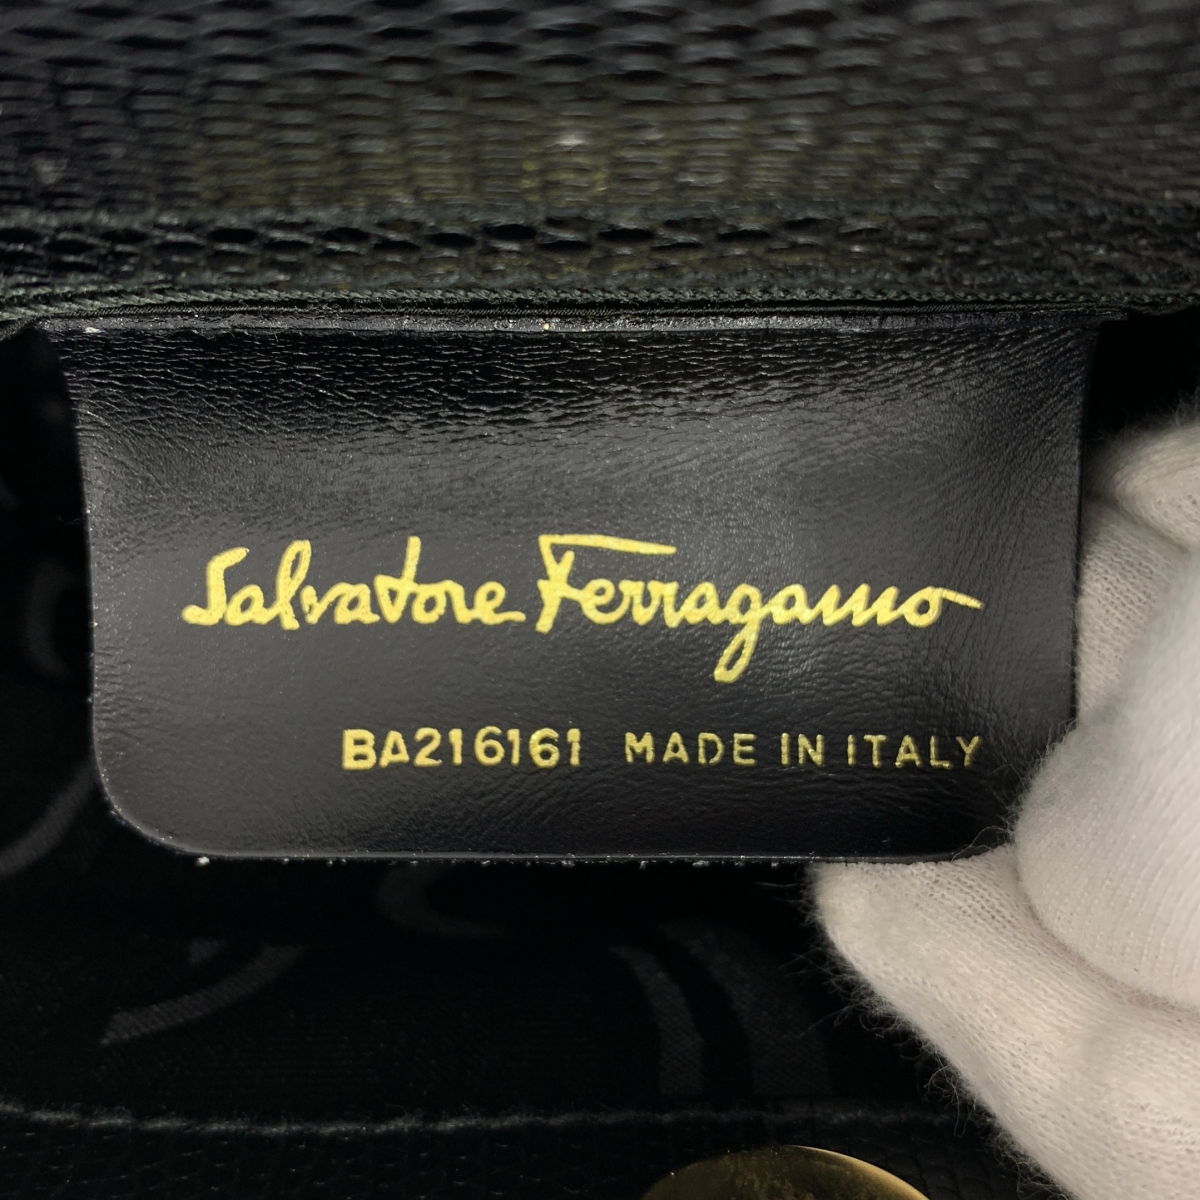 Salvatore Ferragamo
BA216161 MADE IN ITALY